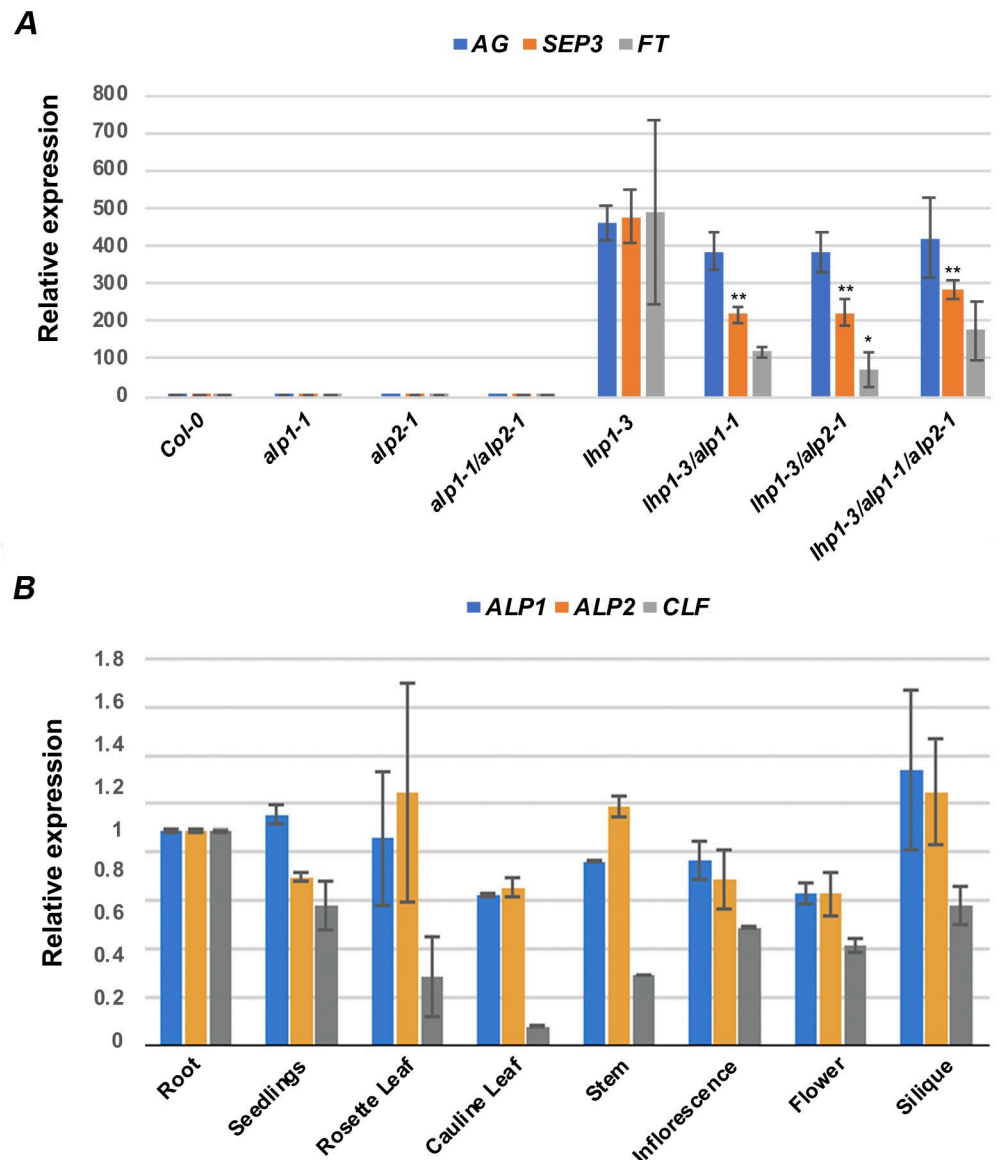 A
AG SEP3 FT
Relative expression
800
700
600
500
400
300
200
100
0
**
**
*
**
Col-0
alp1-1
alp2-1
alp1-1/alp2-1
lhp1-3
lhp1-3/alp1-1
lhp1-3/alp2-1
lhp1-3/alp1-1/alp2-1
B
ALP1 ALP2 CLF
Relative expression
1.8
1.6
1.4
1.2
1
0.8
0.6
0.4
0.2
0
Root
Seedlings
Rosette Leaf
Cauline Leaf
Stem
Inflorescence
Flower
Silique